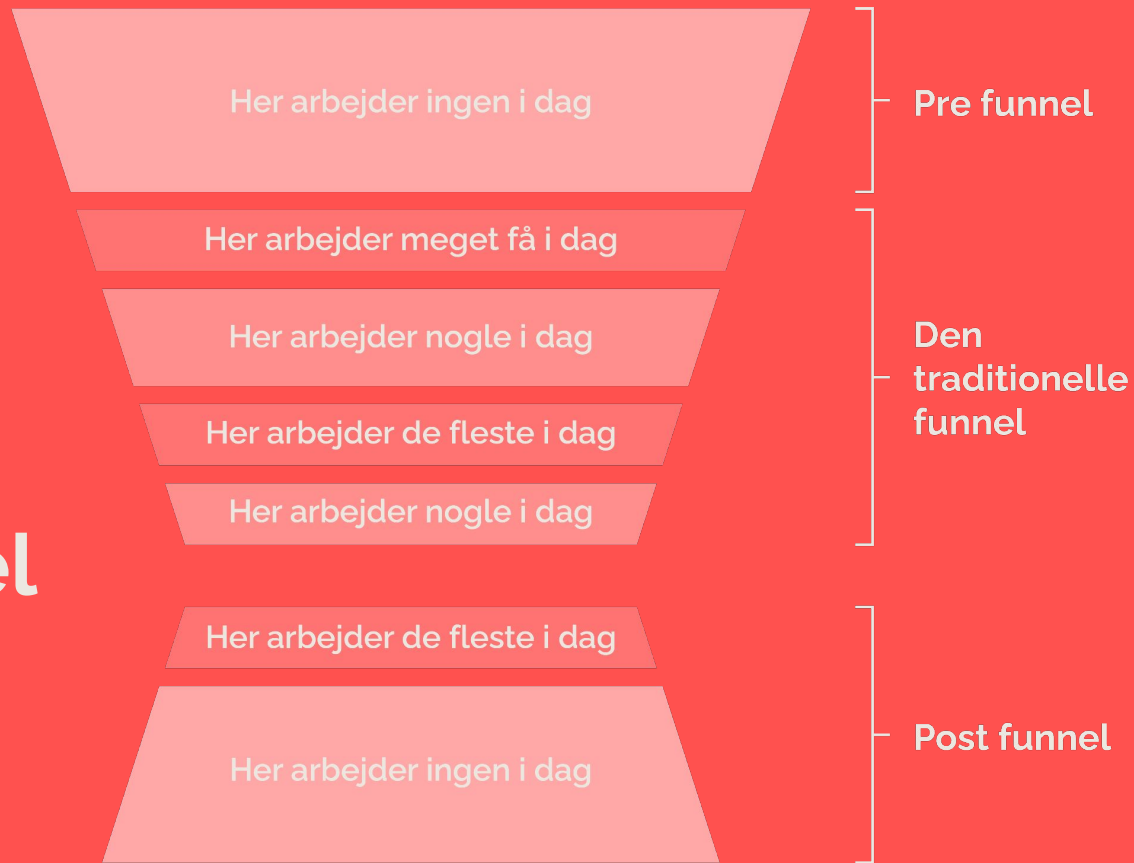 Her arbejder ingen i dag
Pre funnel
Her arbejder meget få i dag
Her arbejder nogle i dag
Her arbejder de fleste i dag
Her arbejder nogle i dag
Den
traditionelle
funnel
el
Her arbejder de fleste i dag
Her arbejder ingen i dag
Post funnel